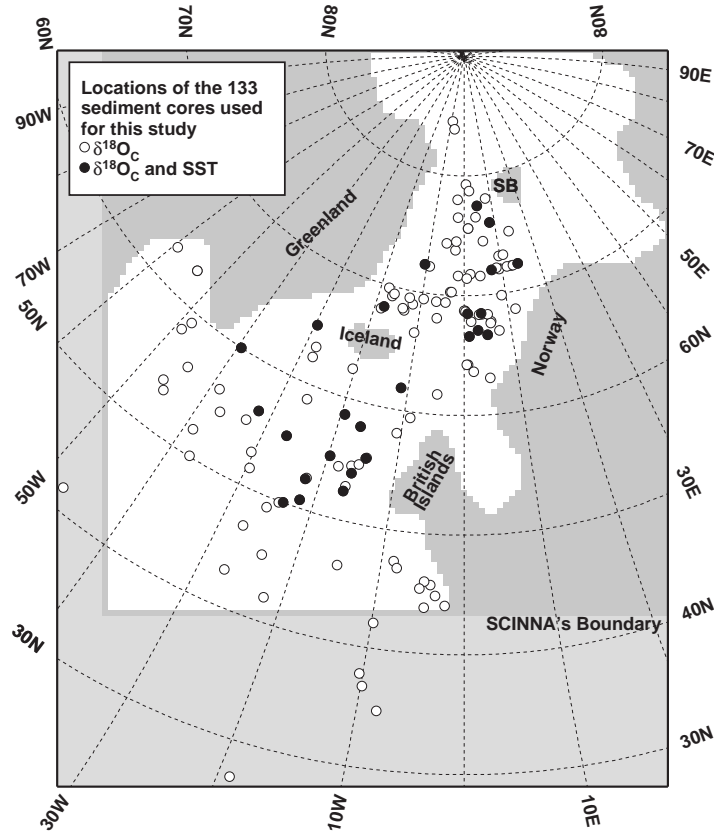 60N
70N
80N
80N
90E
70E
50E
60N
30E
40N
30N
10E
10W
30W
30N
50W
50N
70W
90W
Locations of the 133
sediment cores used
for this study
δ18OC
δ18OC and SST
SB
Greenland
Iceland
Norway
British
Islands
SCINNA's Boundary